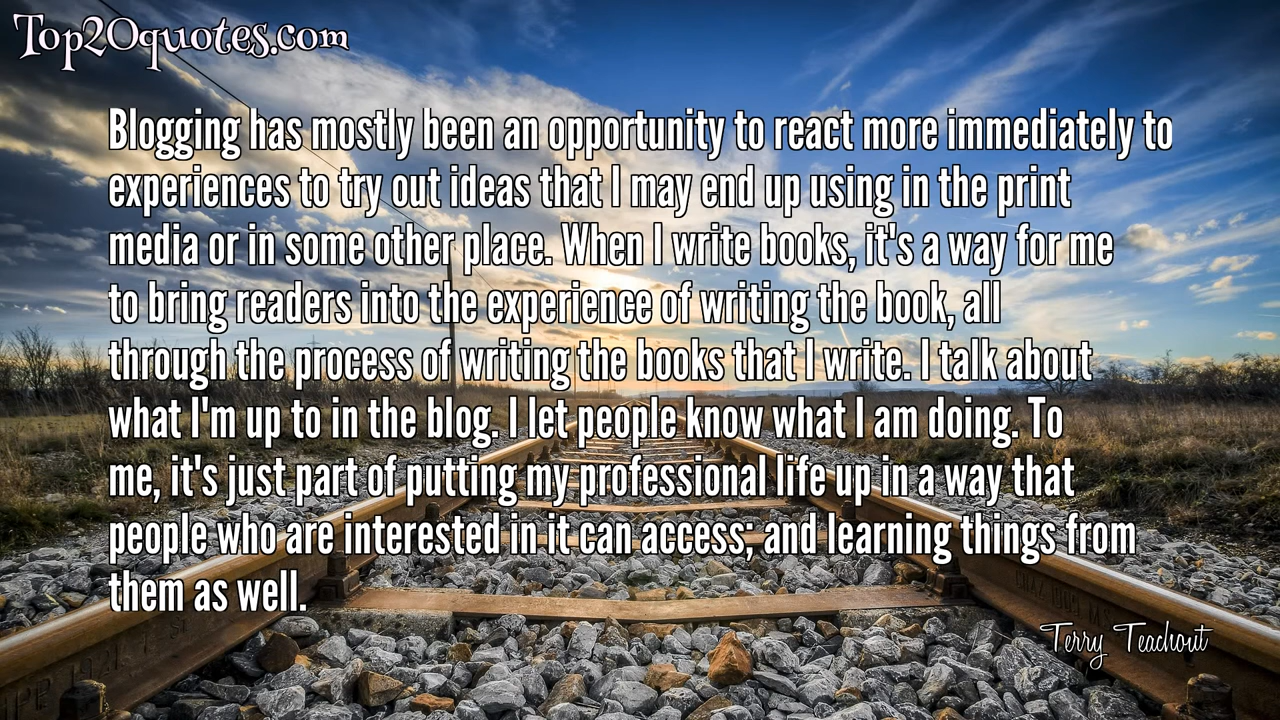 Top20quotes.com
Blogging has mostly been an opportunity to react more immediately to
experiences to try out ideas that I may end up using in the print
media or in some other place. When I write books, it's a way for me
to bring readers into the experience of writing the book, all
through the process of writing the books that I write. I talk about
what I'm up to in the blog. I let people know what I am doing. To
me, it's just part of putting my professional life up in a way that
people who are interested in it can access; and learning things from
them as well.
Terry Teachout